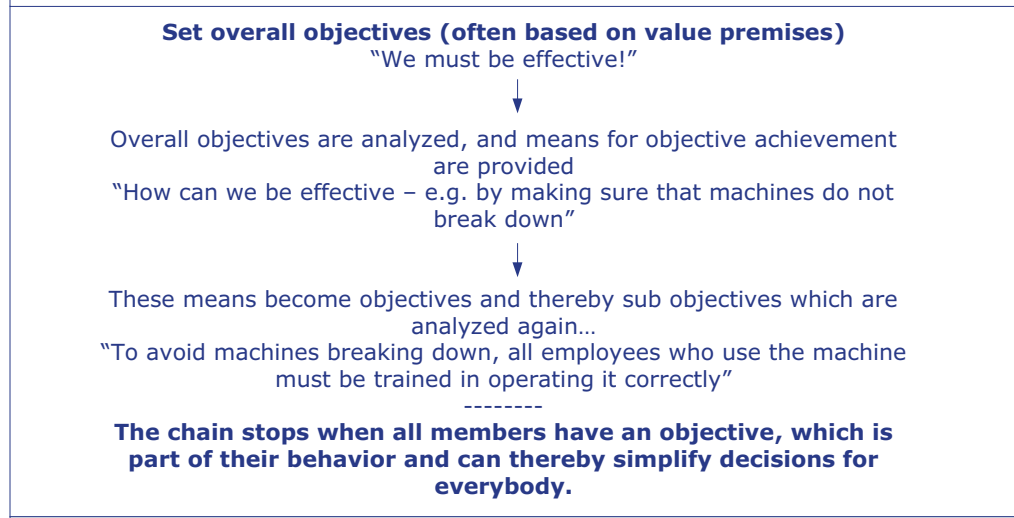 Set overall objectives (often based on value premises)
“We must be effective!”
Overall objectives are analyzed, and means for objective achievement
are provided
“How can we be effective – e.g. by making sure that machines do not
break down”
These means become objectives and thereby sub objectives which are
analyzed again…
“To avoid machines breaking down, all employees who use the machine
must be trained in operating it correctly”
--------
The chain stops when all members have an objective, which is
part of their behavior and can thereby simplify decisions for
everybody.